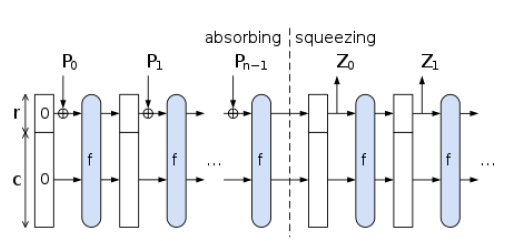 absorbing squeezing
P0 P1 Pn−1 Z0 Z1
r 0
f f f f f
c 0 ... ...